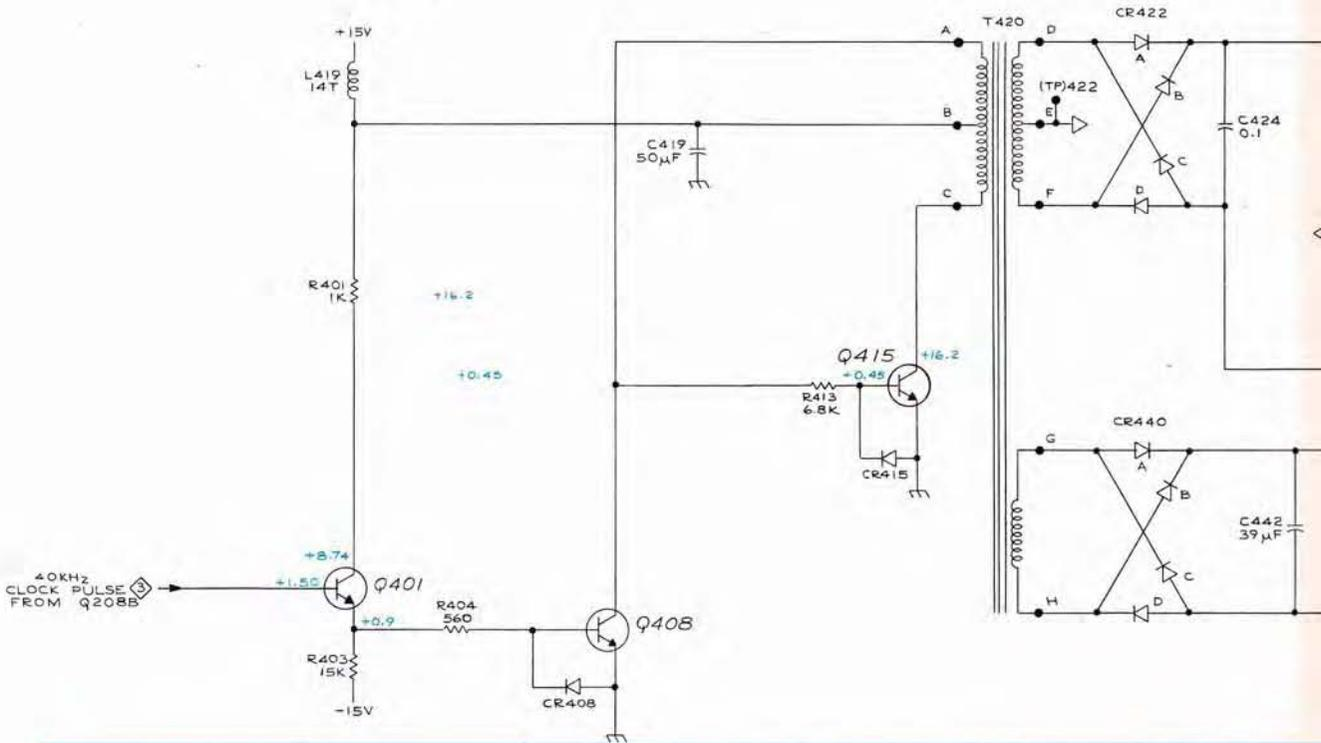 +15V
L419
14T
A
T420
D
CR422
A
B
(TP)422
B
E
C419
50µF
C424
0.1
C
C
F
D
R401
1K
+16.2
+0.45
Q415
+16.2
+0.45
R413
6.8K
CR415
CR440
G
A
B
C442
39µF
C
H
D
+8.74
40KHz
CLOCK PULSE 3
FROM Q208B
+1.50
Q401
+0.9
R404
560
Q408
R403
15K
-15V
CR408